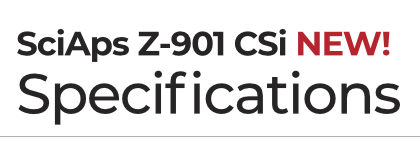 SciAps Z-901 CSi NEW!
Specifications